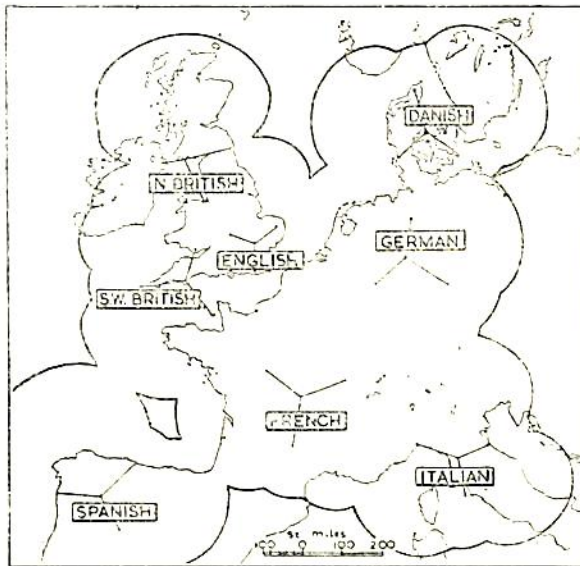 DANISH
N. BRITISH
GERMAN
ENGLISH
S.W. BRITISH
FRENCH
ITALIAN
SPANISH
St. miles
100 0 100 200